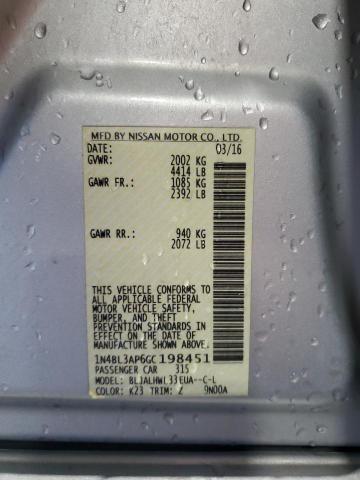 MFD BY NISSAN MOTOR CO., LTD.
DATE: 03/16
GVWR: 2002 KG
4414 LB
GAWR FR: 1085 KG
2392 LB
GAWR RR: 940 KG
2072 LB
THIS VEHICLE CONFORMS TO
ALL APPLICABLE FEDERAL
MOTOR VEHICLE SAFETY,
BUMPER, AND THEFT
PREVENTION STANDARDS
IN EFFECT ON THE DATE OF
MANUFACTURE SHOWN ABOVE.
1N4BL3AP6GC198451
PASSENGER CAR 315
MODEL: BLJALHWL33EUA--C-L
COLOR: K23 TRIM: Z 9N00A